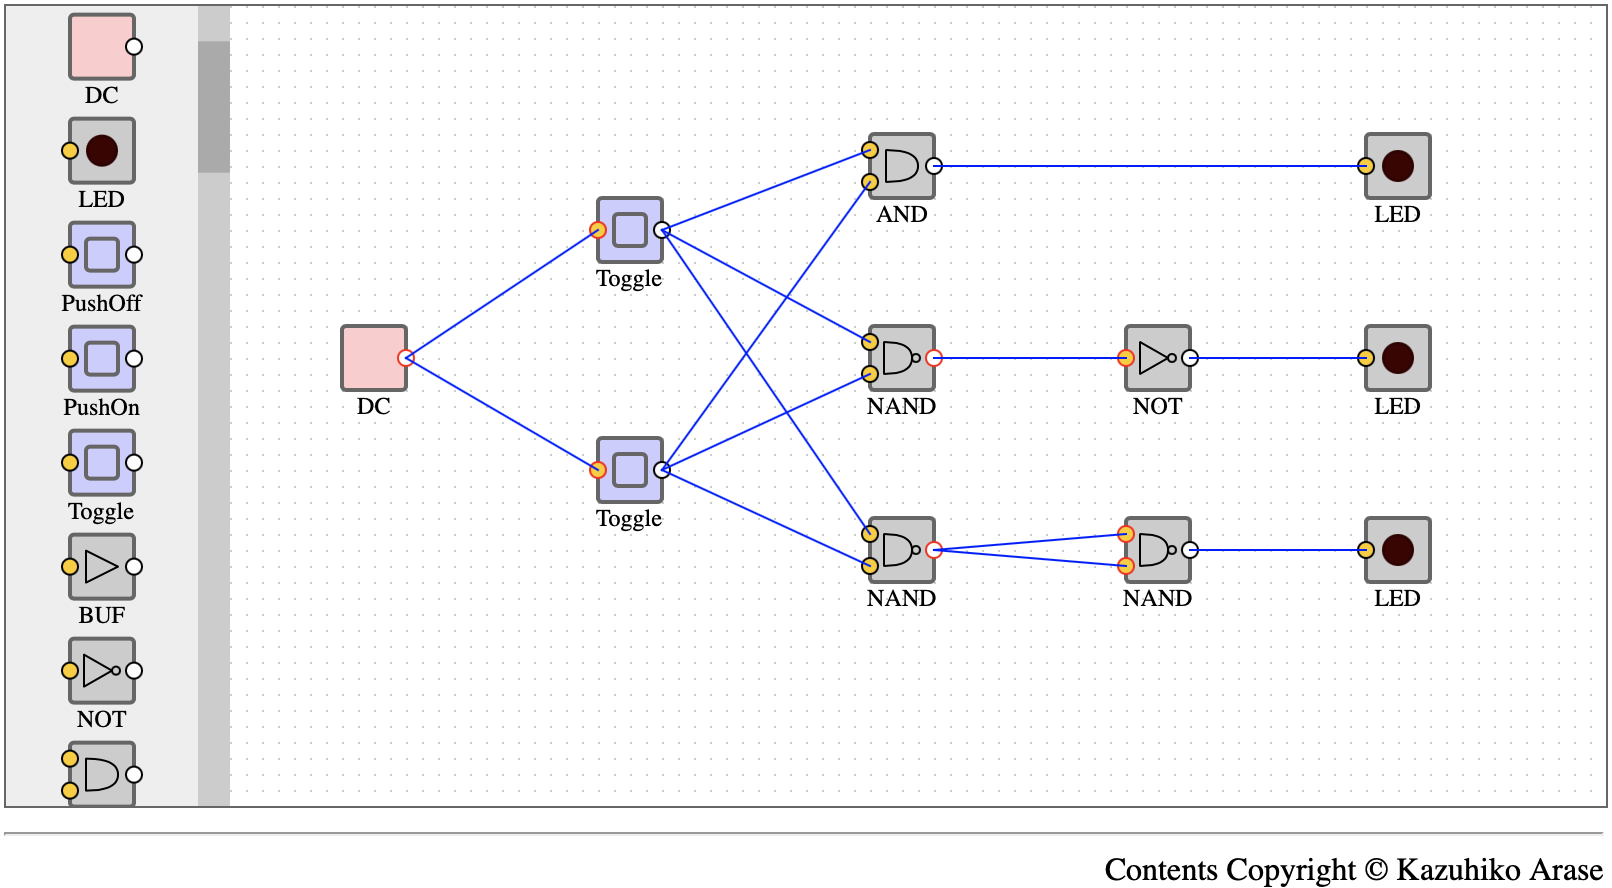 DC
LED
PushOff
PushOn
Toggle
BUF
NOT
DC
Toggle
Toggle
AND
NAND
NAND
NOT
NAND
LED
LED
LED
Contents Copyright © Kazuhiko Arase